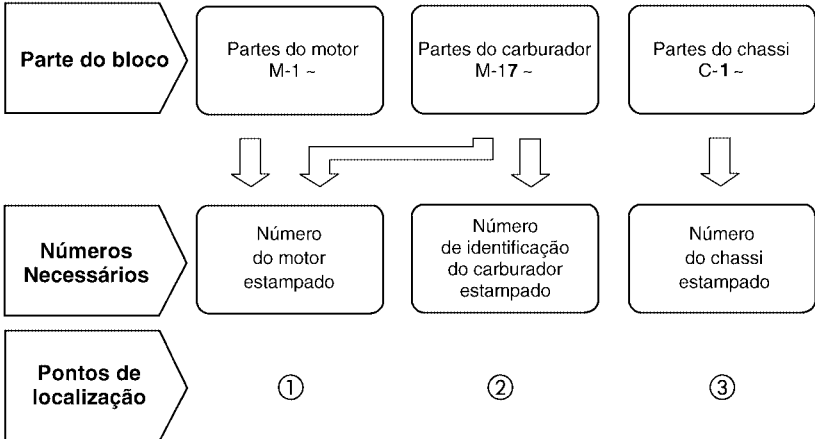 Parte do bloco
Partes do motor
M-1 ~
Partes do carburador
M-17 ~
Partes do chassi
C-1 ~
Números
Necessários
Número
do motor
estampado
Número
de identificação
do carburador
estampado
Número
do chassi
estampado
Pontos de
localização
①
②
③